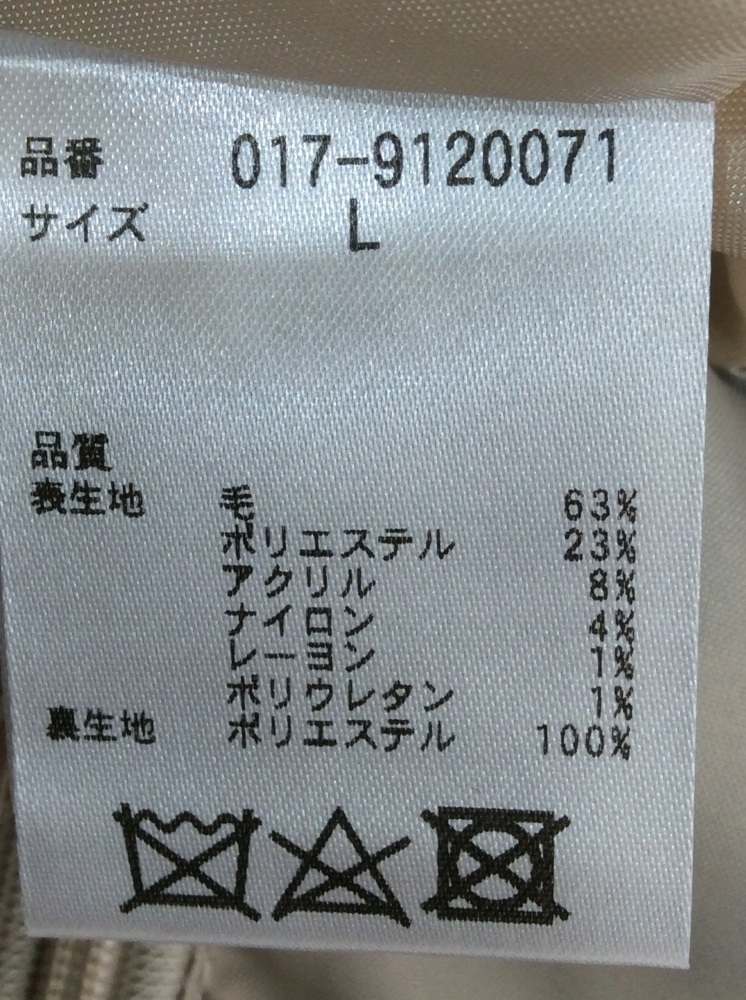 品番 017-9120071
サイズ L
品質
表生地 毛 63%
ポリエステル 23%
アクリル 8%
ナイロン 4%
レーヨン 1%
ポリウレタン 1%
裏生地 ポリエステル 100%